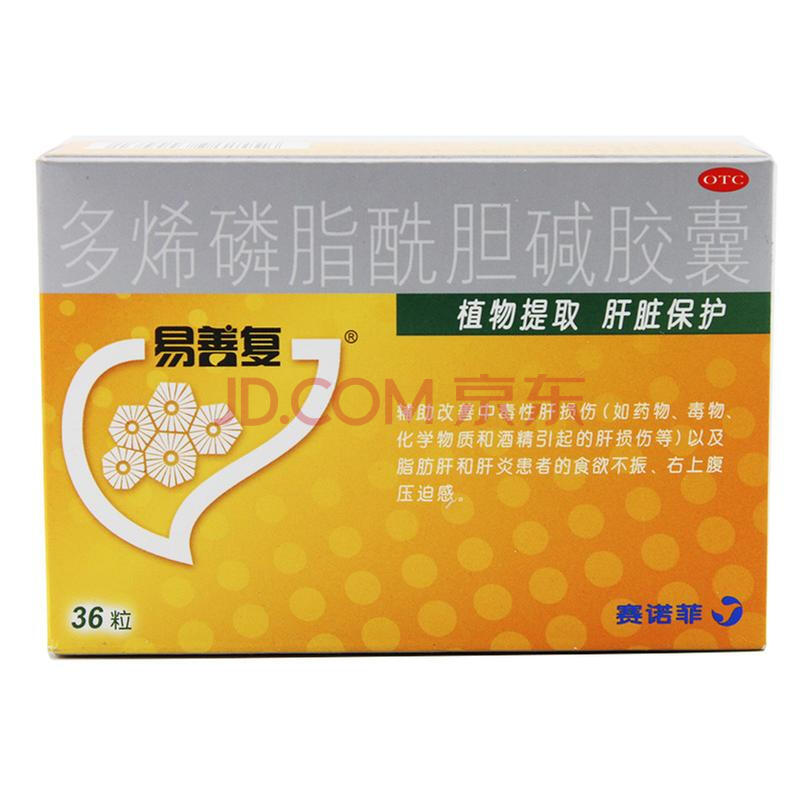 OTC
多烯磷脂酰胆碱胶囊
植物提取 肝脏保护
易善复®
JD.COM 京东
辅助改善中毒性肝损伤(如药物、毒物、
化学物质和酒精引起的肝损伤等)以及
脂肪肝和肝炎患者的食欲不振、右上腹
压迫感。
36粒
赛诺菲